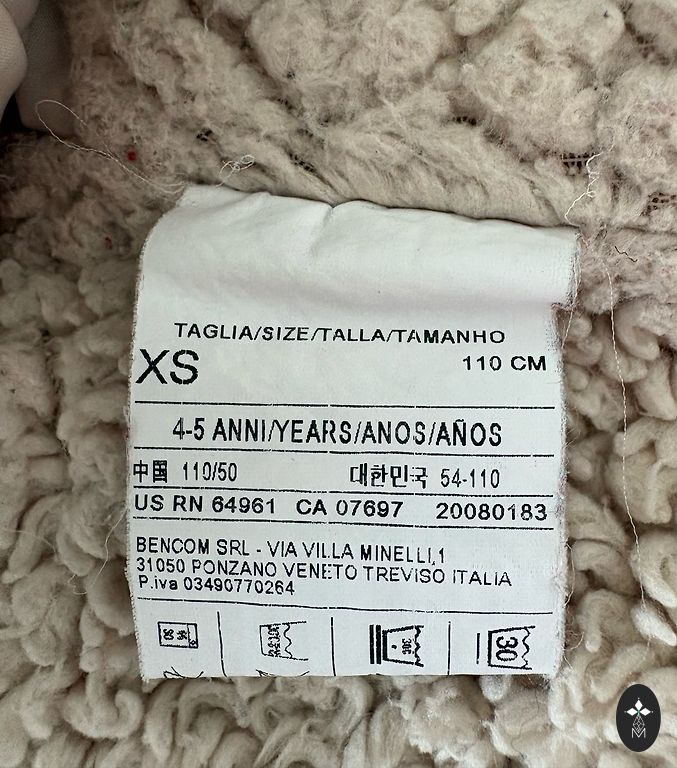 TAGLIA/SIZE/TALLA/TAMANHO
XS 110 CM
4-5 ANNI/YEARS/ANOS/AÑOS
中国 110/50 대한민국 54-110
US RN 64961 CA 07697 20080183
BENCOM SRL - VIA VILLA MINELLI,1
31050 PONZANO VENETO TREVISO ITALIA
P.iva 03490770264
30
M